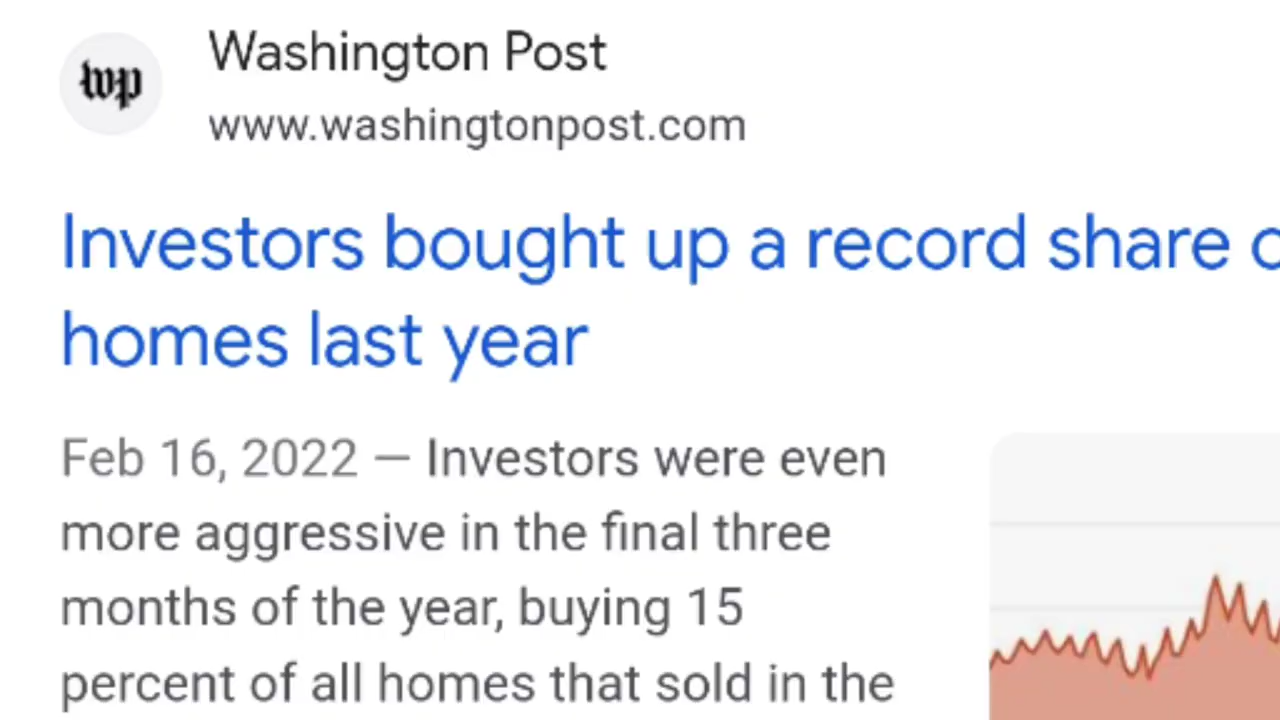 wp
Washington Post
www.washingtonpost.com
Investors bought up a record share
homes last year
Feb 16, 2022 — Investors were even
more aggressive in the final three
months of the year, buying 15
percent of all homes that sold in the